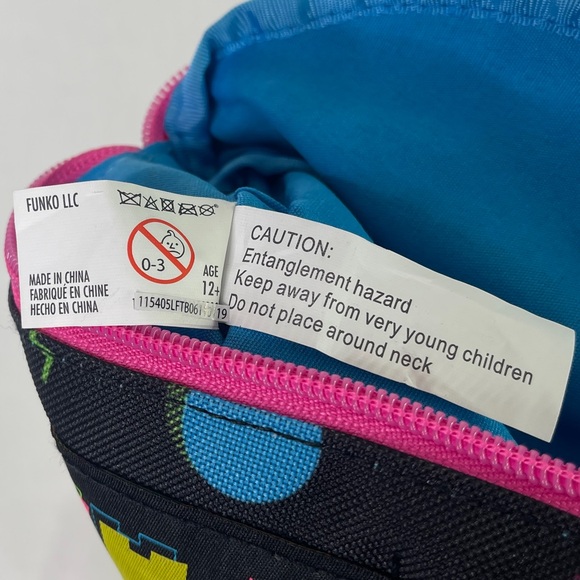 FUNKO LLC
0-3
AGE
12+
MADE IN CHINA
FABRIQUÉ EN CHINE
HECHO EN CHINA
CAUTION:
Entanglement hazard
Keep away from very young children
Do not place around neck